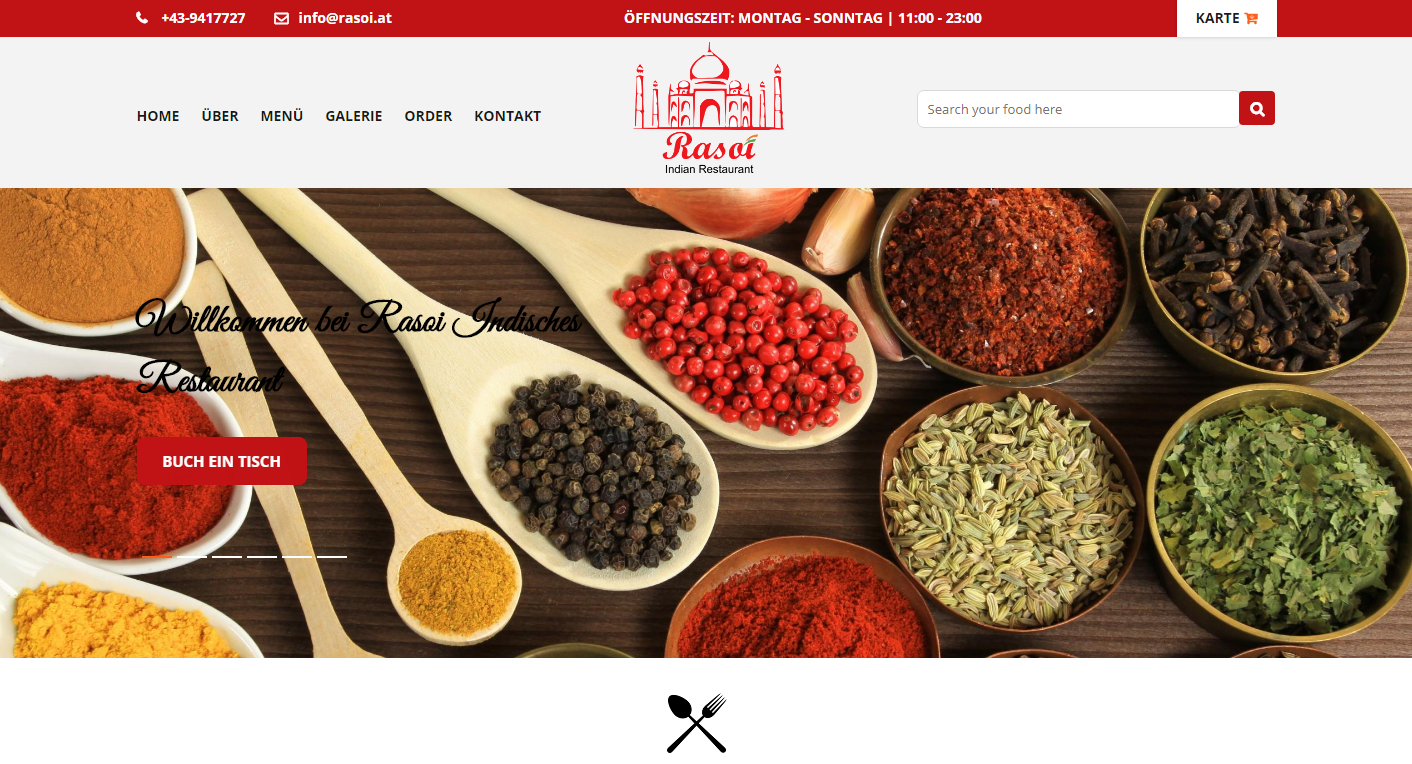 +43-9417727
info@rasoi.at
ÖFFNUNGSZEIT: MONTAG - SONNTAG | 11:00 - 23:00
KARTE
HOME ÜBER MENÜ GALERIE ORDER KONTAKT
Rasoi
Indian Restaurant
Search your food here
Willkommen bei Rasoi Indisches
Restaurant
BUCH EIN TISCH